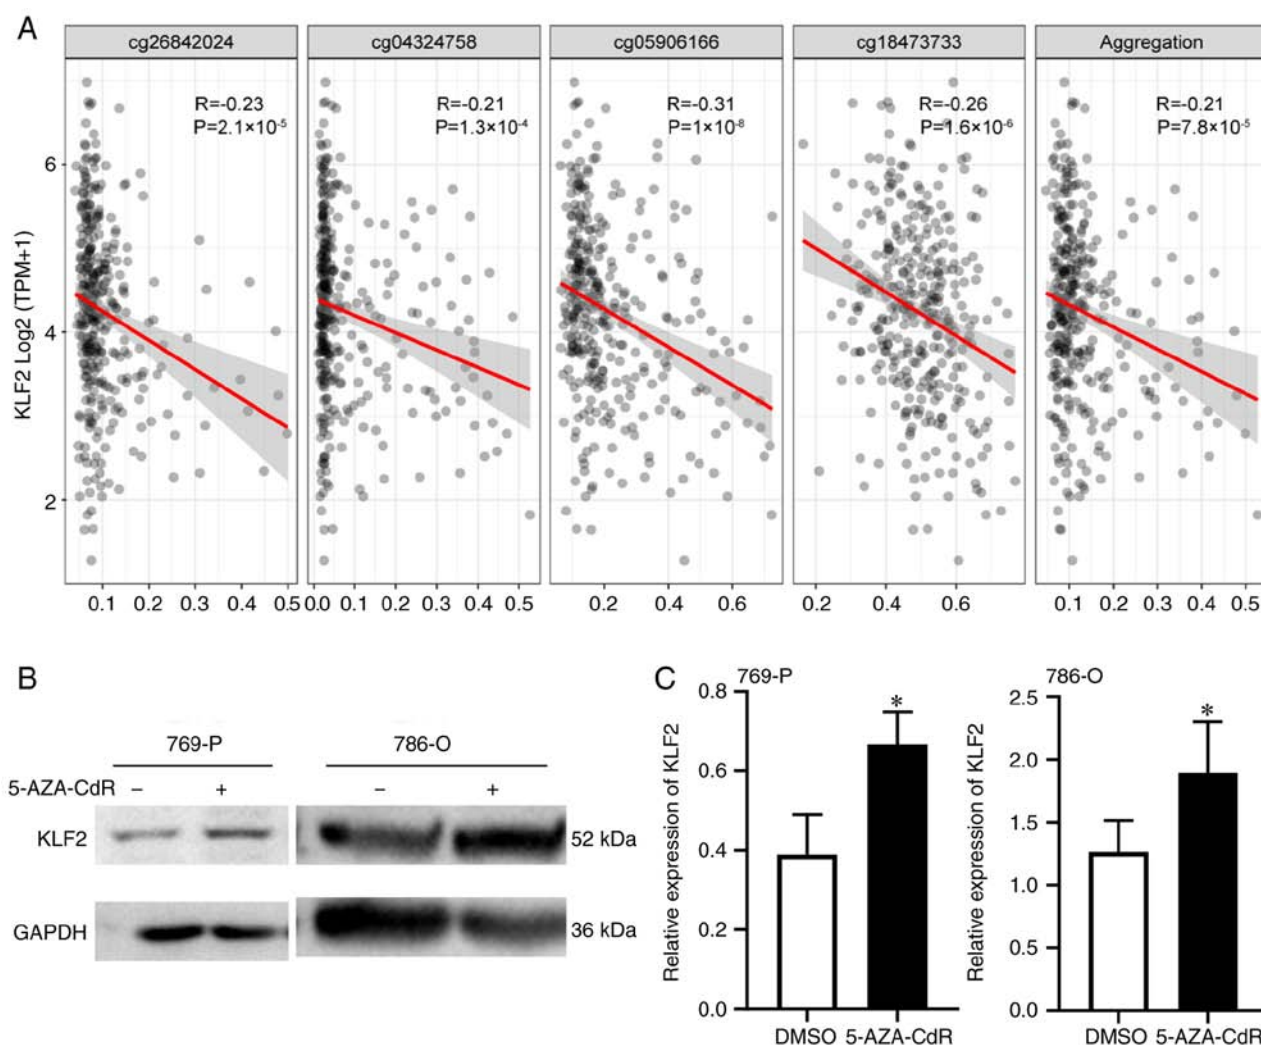 A
cg26842024 cg04324758 cg05906166 cg18473733 Aggregation
R=-0.23 R=-0.21 R=-0.31 R=-0.26 R=-0.21
P=2.1×10⁻⁵ P=1.3×10⁻⁴ P=1×10⁻⁸ P=1.6×10⁻⁶ P=7.8×10⁻⁵
KLF2 Log2 (TPM+1)
6
4
2
0.1 0.2 0.3 0.4 0.5 0.0 0.1 0.2 0.3 0.4 0.5 0.2 0.4 0.6 0.2 0.4 0.6 0.1 0.2 0.3 0.4 0.5
B
769-P 786-O
5-AZA-CdR – + – +
KLF2 52 kDa
GAPDH 36 kDa
C
769-P
Relative expression of KLF2
0.8
0.6
0.4
0.2
0.0
*
DMSO 5-AZA-CdR
786-O
Relative expression of KLF2
2.5
2.0
1.5
1.0
0.5
0.0
*
DMSO 5-AZA-CdR